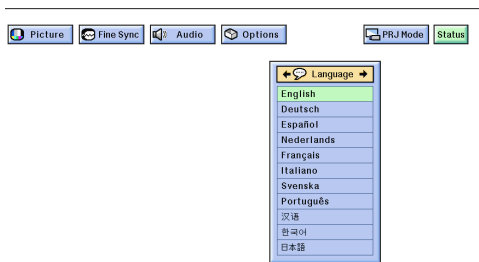 Picture Fine Sync Audio Options PRJ Mode Status
Language
English
Deutsch
Español
Nederlands
Français
Italiano
Svenska
Português
汉语
한국어
日本語